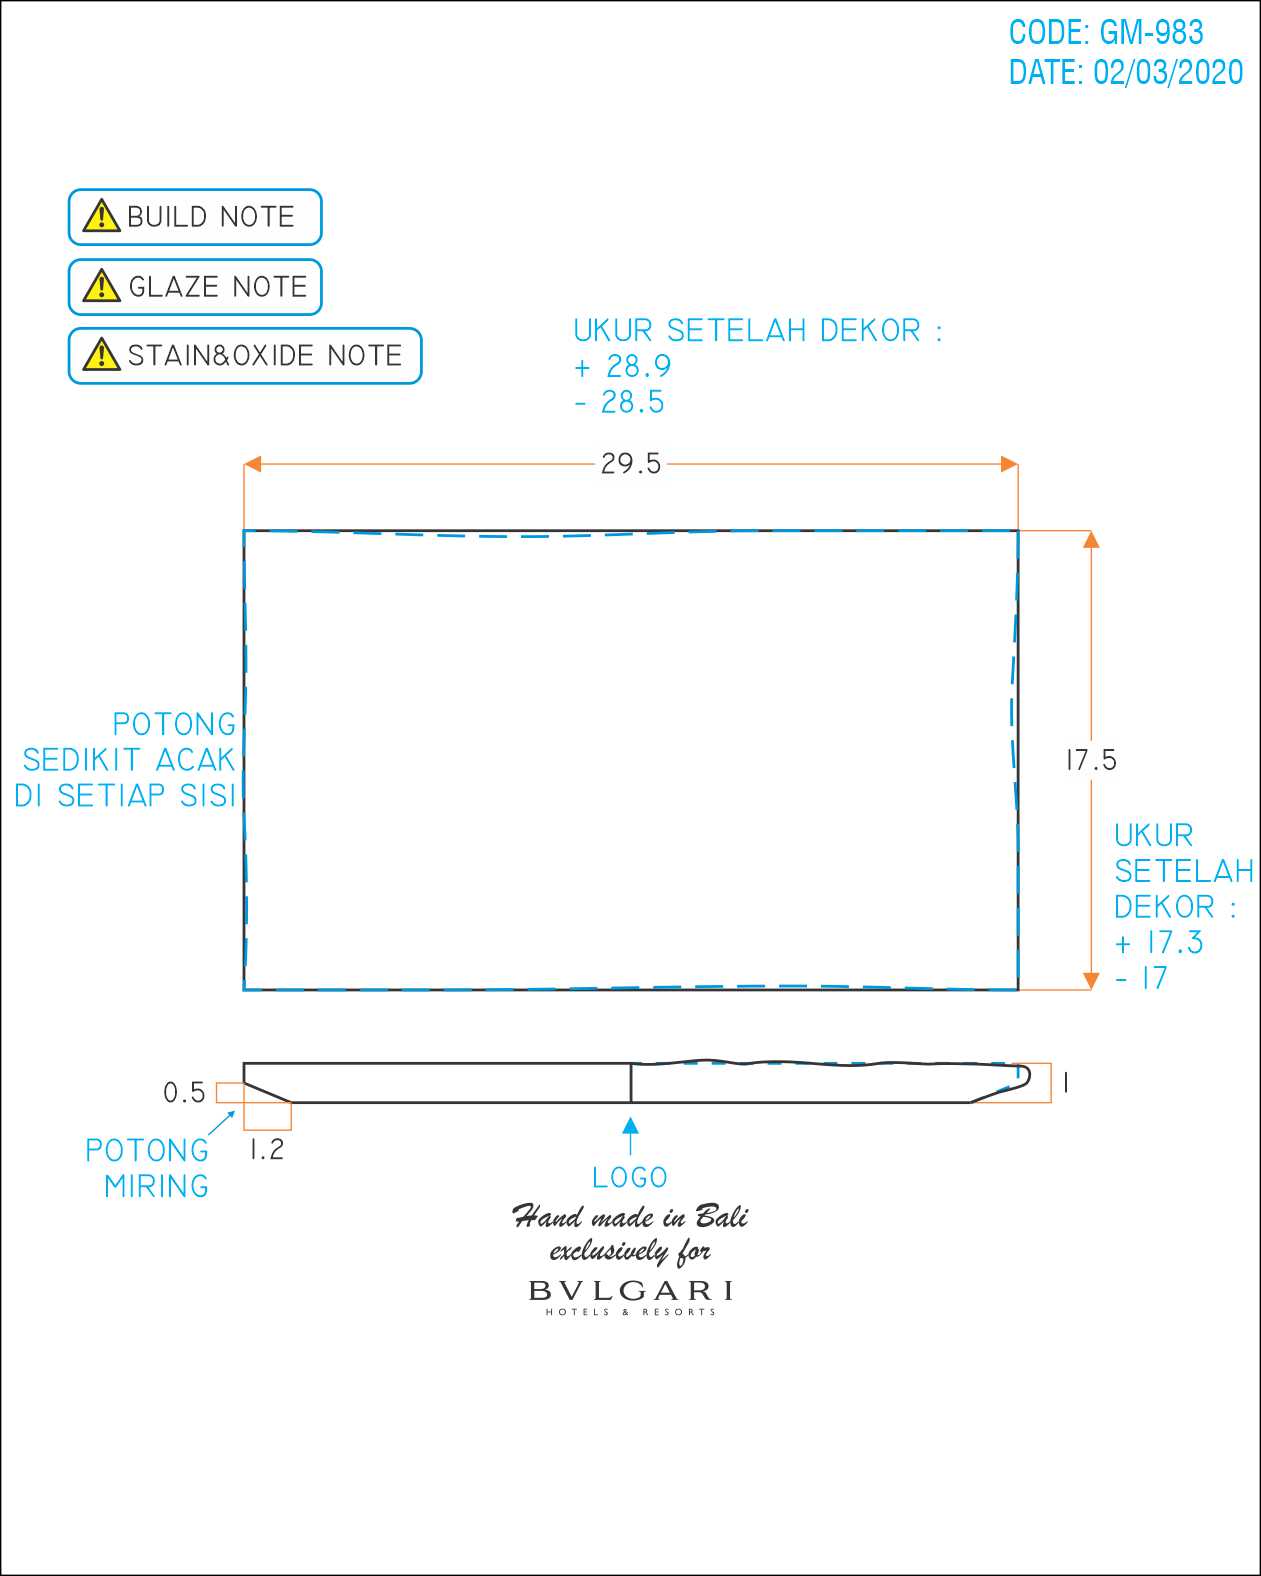 CODE: GM-983
DATE: 02/03/2020
BUILD NOTE
GLAZE NOTE
STAIN&OXIDE NOTE
UKUR SETELAH DEKOR :
+ 28.9
- 28.5
29.5
POTONG
SEDIKIT ACAK
DI SETIAP SISI
17.5
UKUR
SETELAH
DEKOR :
+ 17.3
- 17
0.5
1
1.2
POTONG
MIRING
LOGO
Hand made in Bali
exclusively for
BVLGARI
HOTELS & RESORTS